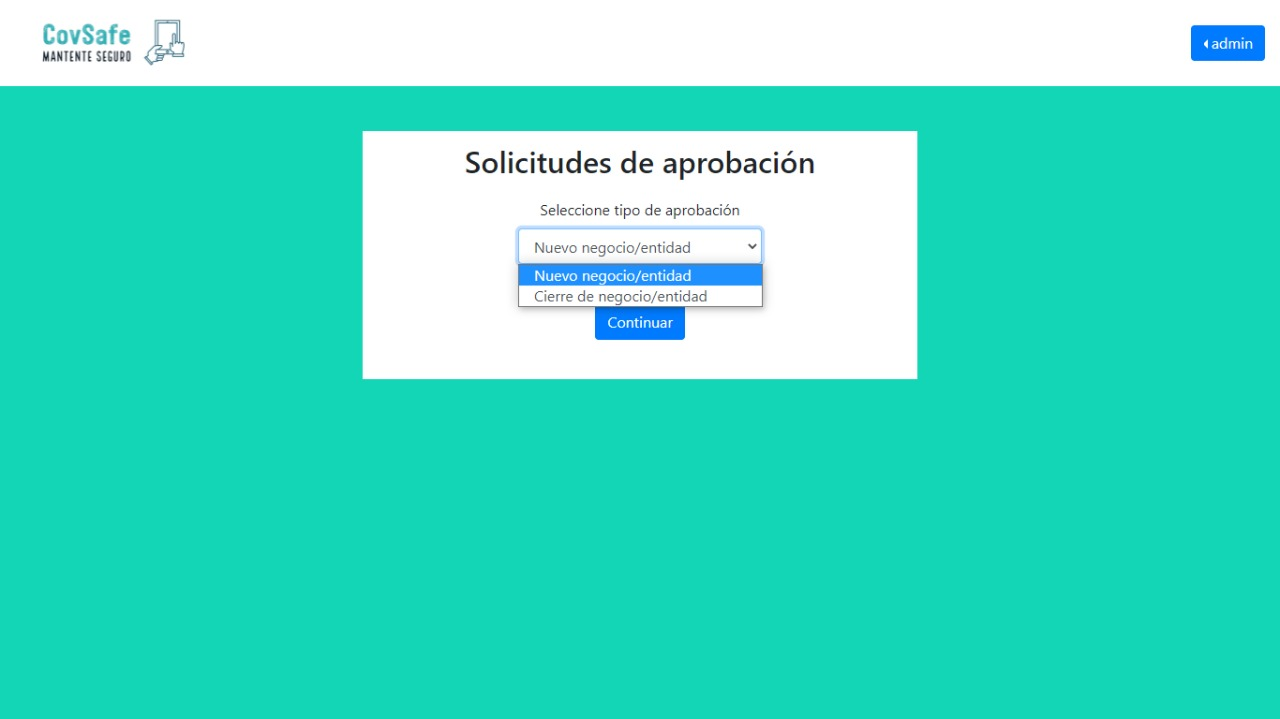 CovSafe
MANTENTE SEGURO
admin
Solicitudes de aprobación
Seleccione tipo de aprobación
Nuevo negocio/entidad
Nuevo negocio/entidad
Cierre de negocio/entidad
Continuar